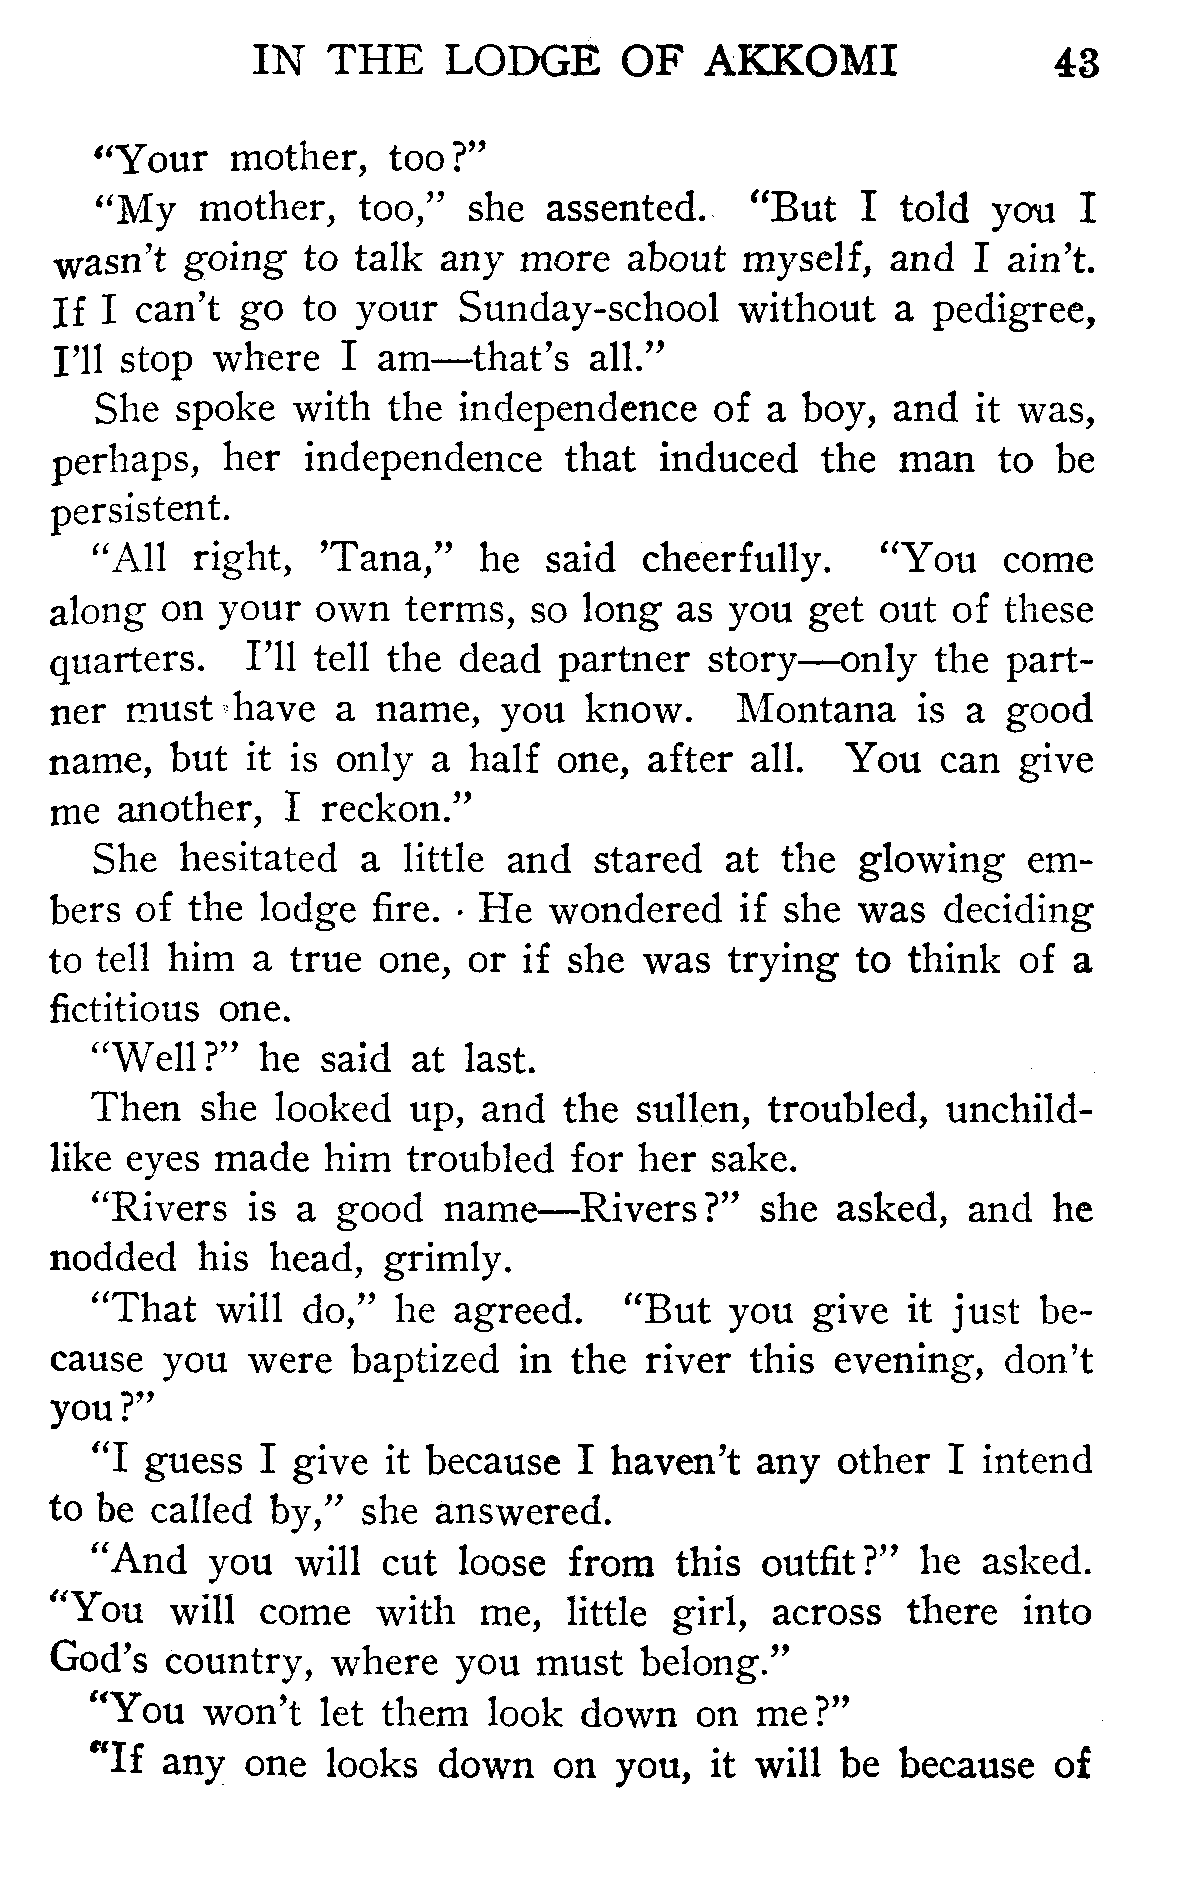 IN THE LODGE OF AKKOMI 43
"Your mother, too?"
"My mother, too," she assented. "But I told you I
wasn't going to talk any more about myself, and I ain't.
If I can't go to your Sunday-school without a pedigree,
I'll stop where I am—that's all."
She spoke with the independence of a boy, and it was,
perhaps, her independence that induced the man to be
persistent.
"All right, 'Tana," he said cheerfully. "You come
along on your own terms, so long as you get out of these
quarters. I'll tell the dead partner story—only the part-
ner must have a name, you know. Montana is a good
name, but it is only a half one, after all. You can give
me another, I reckon."
She hesitated a little and stared at the glowing em-
bers of the lodge fire. He wondered if she was deciding
to tell him a true one, or if she was trying to think of a
fictitious one.
"Well?" he said at last.
Then she looked up, and the sullen, troubled, unchild-
like eyes made him troubled for her sake.
"Rivers is a good name—Rivers?" she asked, and he
nodded his head, grimly.
"That will do," he agreed. "But you give it just be-
cause you were baptized in the river this evening, don't
you?"
"I guess I give it because I haven't any other I intend
to be called by," she answered.
"And you will cut loose from this outfit?" he asked.
"You will come with me, little girl, across there into
God's country, where you must belong."
"You won't let them look down on me?"
"If any one looks down on you, it will be because of